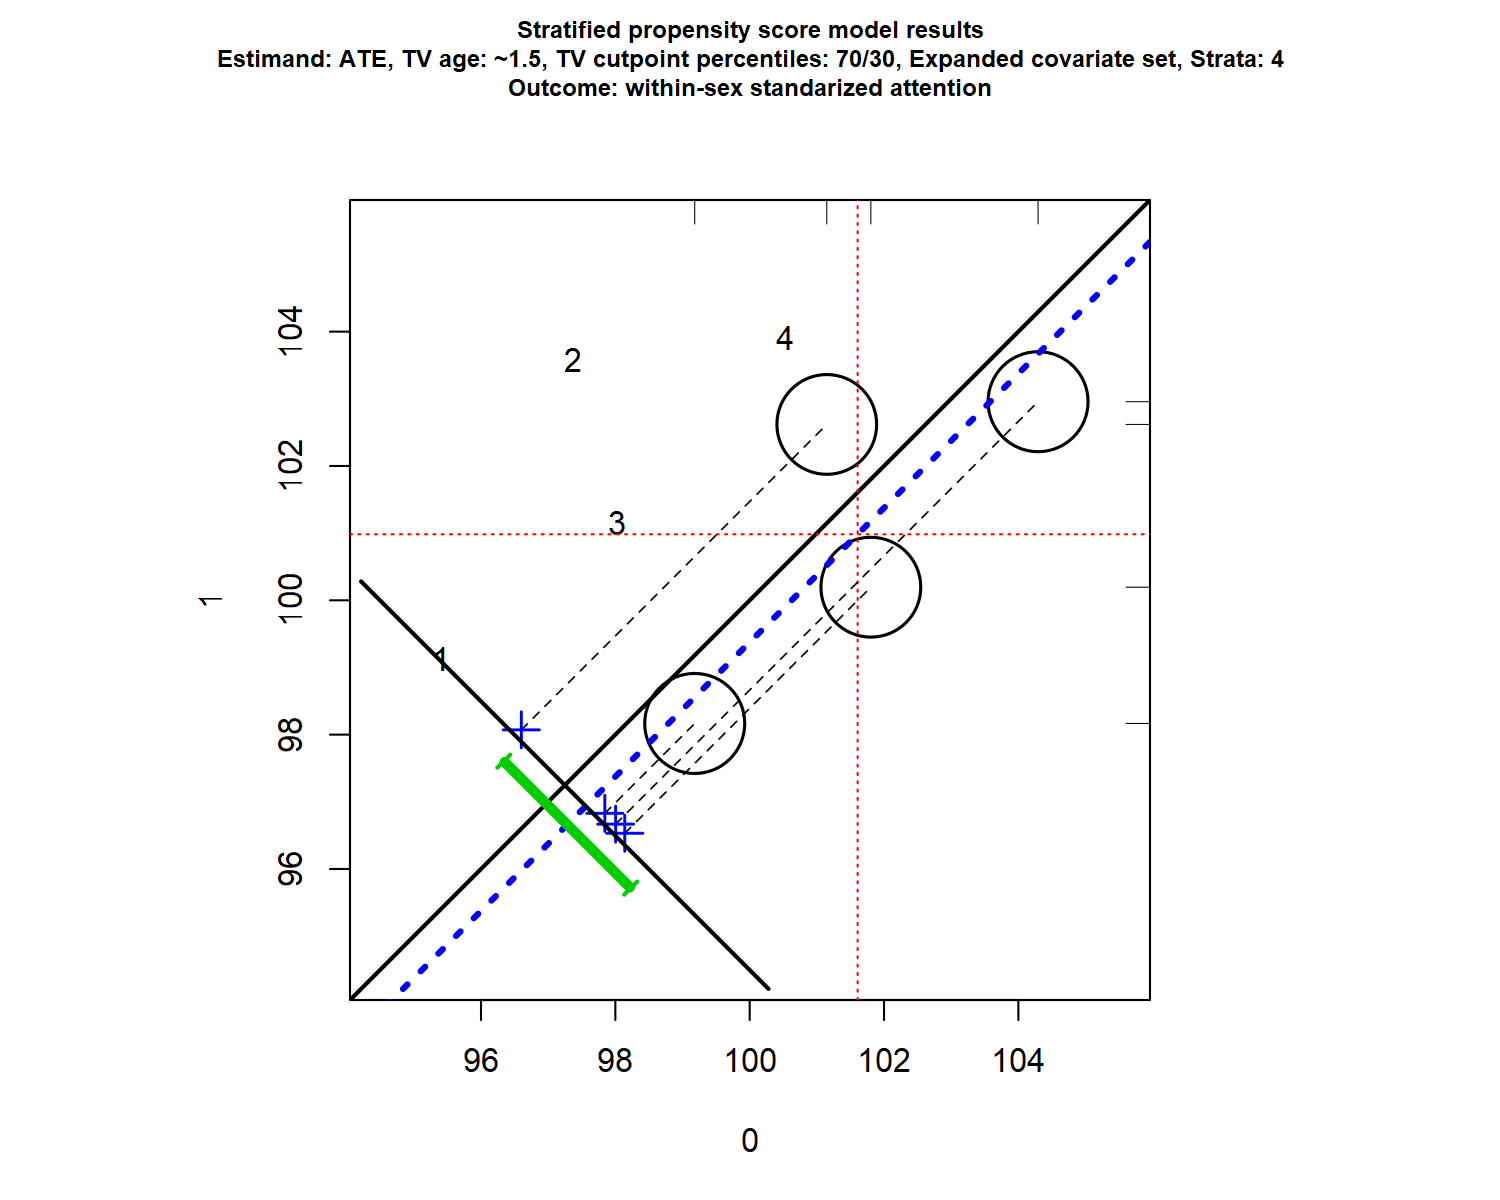 Stratified propensity score model results
Estimand: ATE, TV age: ~1.5, TV cutpoint percentiles: 70/30, Expanded covariate set, Strata: 4
Outcome: within-sex standarized attention
104
102
100
98
96
1
2
4
3
1
96 98 100 102 104
0